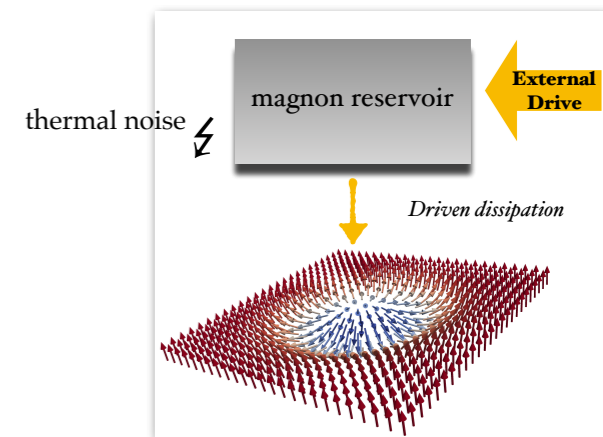 magnon reservoir
External
Drive
thermal noise
Driven dissipation